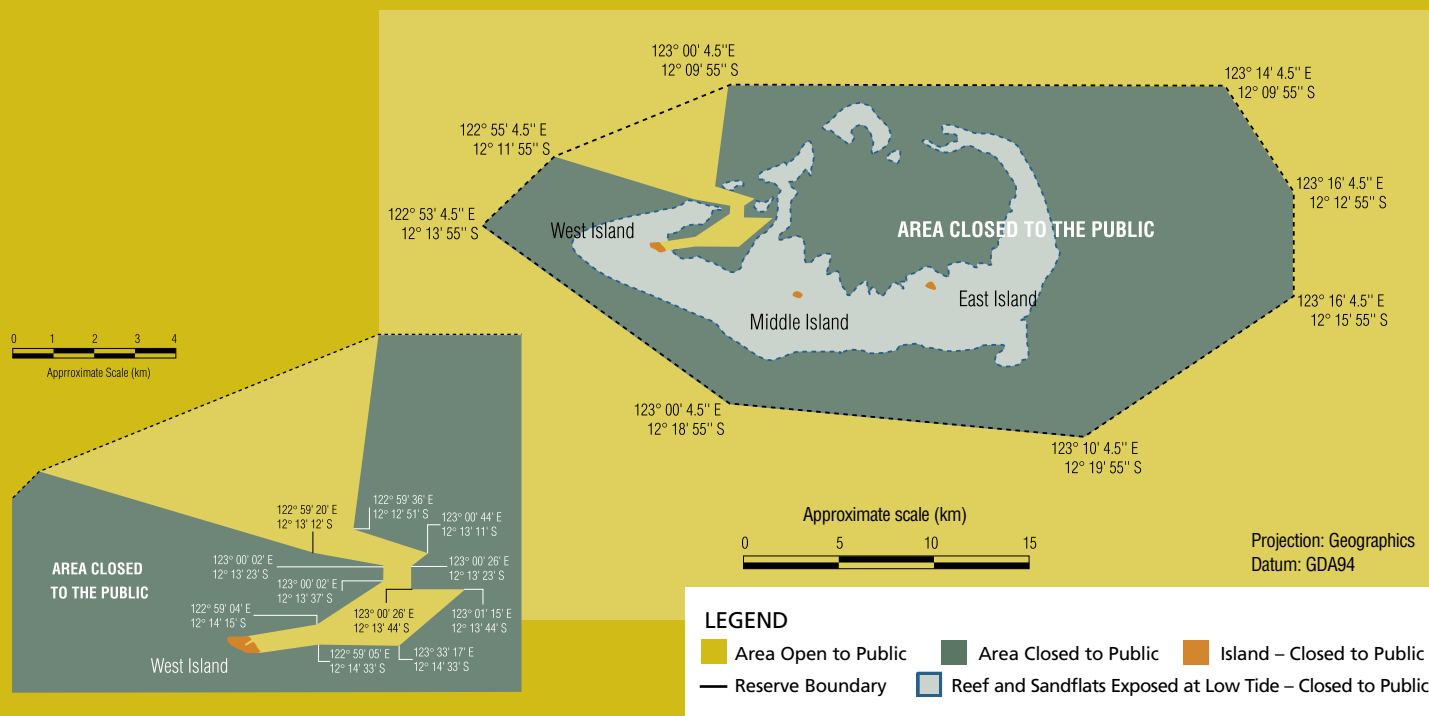 123° 00' 4.5"E
12° 09' 55" S
123° 14' 4.5" E
12° 09' 55" S
122° 55' 4.5" E
12° 11' 55" S
123° 16' 4.5" E
12° 12' 55" S
122° 53' 4.5" E
12° 13' 55" S
West Island
AREA CLOSED TO THE PUBLIC
East Island
Middle Island
123° 16' 4.5" E
12° 15' 55" S
0 1 2 3 4
Apprroximate Scale (km)
123° 00' 4.5" E
12° 18' 55" S
123° 10' 4.5" E
12° 19' 55" S
122° 59' 20' E
12° 13' 12' S
122° 59' 36' E
12° 12' 51' S
123° 00' 44' E
12° 13' 11' S
123° 00' 02' E
12° 13' 23' S
123° 00' 26' E
12° 13' 23' S
AREA CLOSED
TO THE PUBLIC
123° 00' 02' E
12° 13' 37' S
122° 59' 04' E
12° 14' 15' S
123° 00' 26' E
12° 13' 44' S
123° 01' 15' E
12° 13' 44' S
122° 59' 05' E
12° 14' 33' S
123° 33' 17' E
12° 14' 33' S
West Island
Approximate scale (km)
0 5 10 15
Projection: Geographics
Datum: GDA94
LEGEND
Area Open to Public
Area Closed to Public
Island – Closed to Public
Reserve Boundary
Reef and Sandflats Exposed at Low Tide – Closed to Public